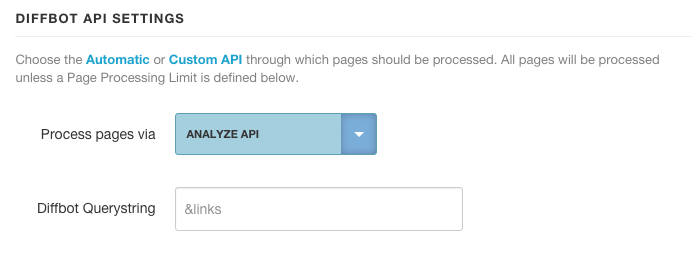 DIFFBOT API SETTINGS
Choose the Automatic or Custom API through which pages should be processed. All pages will be processed
unless a Page Processing Limit is defined below.
Process pages via ANALYZE API
Diffbot Querystring &links